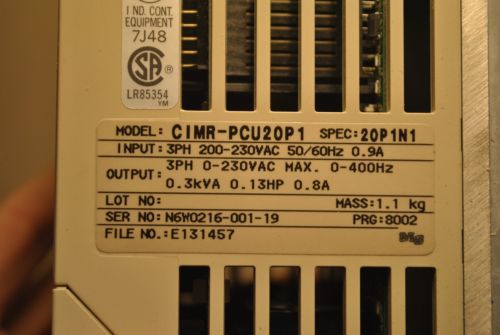 IND. CONT.
EQUIPMENT
7J48
LR85354
YM
MODEL: CIMR-PCU20P1 SPEC: 20P1N1
INPUT: 3PH 200-230VAC 50/60Hz 0.9A
OUTPUT: 3PH 0-230VAC MAX. 0-400Hz
0.3kVA 0.13HP 0.8A
LOT NO: MASS: 1.1 kg
SER NO: N6W0216-001-19 PRG: 8002
FILE NO.: E131457